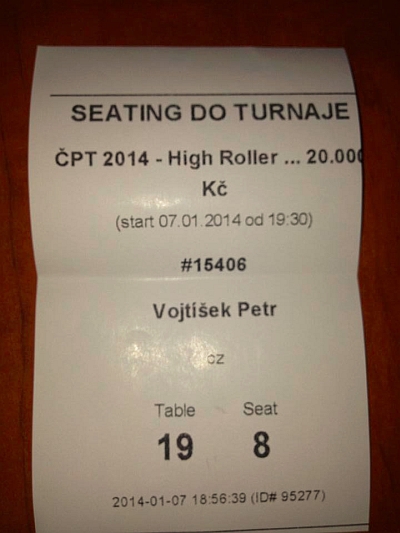 SEATING DO TURNAJE
ČPT 2014 - High Roller ... 20.000
Kč
(start 07.01.2014 od 19:30)
#15406
Vojtíšek Petr
cz
Table Seat
19 8
2014-01-07 18:56:39 (ID# 95277)